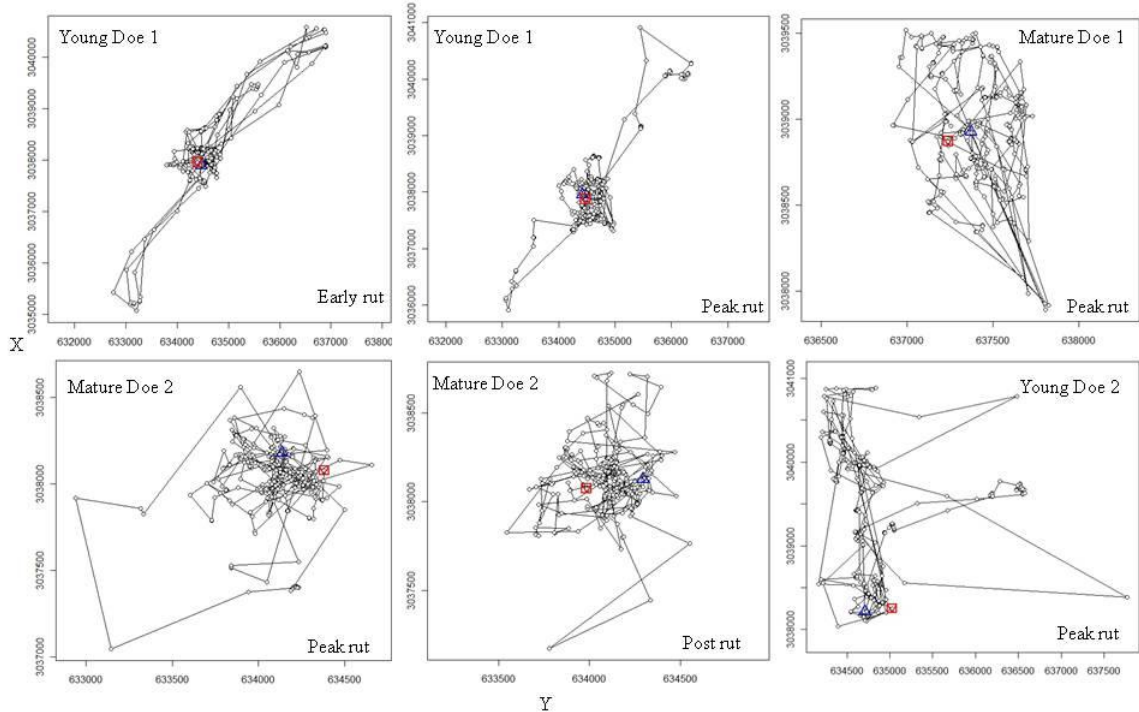 Young Doe 1
Early rut
3035000 3036000 3037000 3038000 3039000 3040000
632000 633000 634000 635000 636000 637000 638000
Young Doe 1
Peak rut
3036000 3037000 3038000 3039000 3040000 3041000
632000 633000 634000 635000 636000 637000
Mature Doe 1
Peak rut
3038000 3038500 3039000 3039500
636500 637000 637500 638000
X
Mature Doe 2
Peak rut
3037000 3037500 3038000 3038500
633000 633500 634000 634500
Mature Doe 2
Post rut
3037500 3038000 3038500
633500 634000 634500
Young Doe 2
Peak rut
3038000 3039000 3040000 3041000
634500 635000 635500 636000 636500 637000 637500
Y